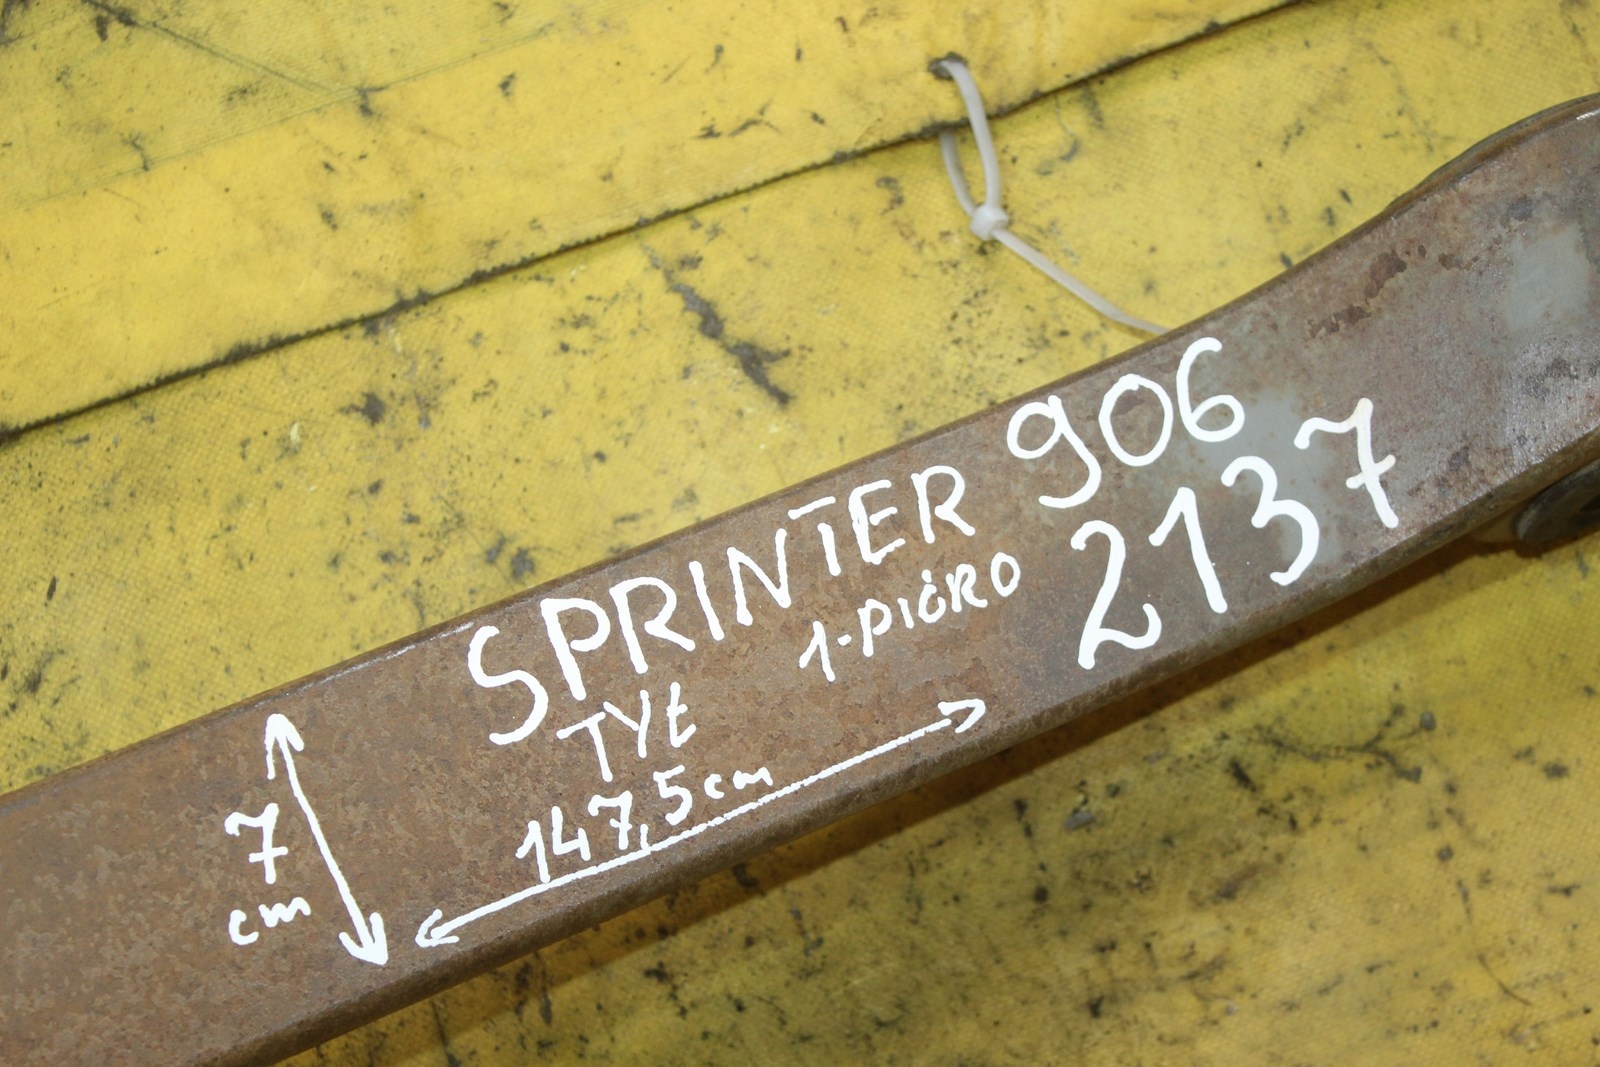 SPRINTER 906
TYŁ 1-PIÓRO 2137
147,5cm
7
cm